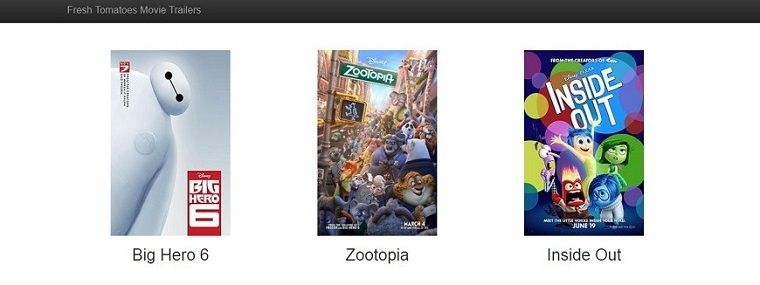 Fresh Tomatoes Movie Trailers
Disney
BIG
HERO
6
Disney
ZOOTOPIA
MARCH 4
FROM THE CREATORS OF
Disney PIXAR
INSIDE
OUT
MEET THE LITTLE VOICES INSIDE YOUR HEAD.
JUNE 19
Big Hero 6
Zootopia
Inside Out